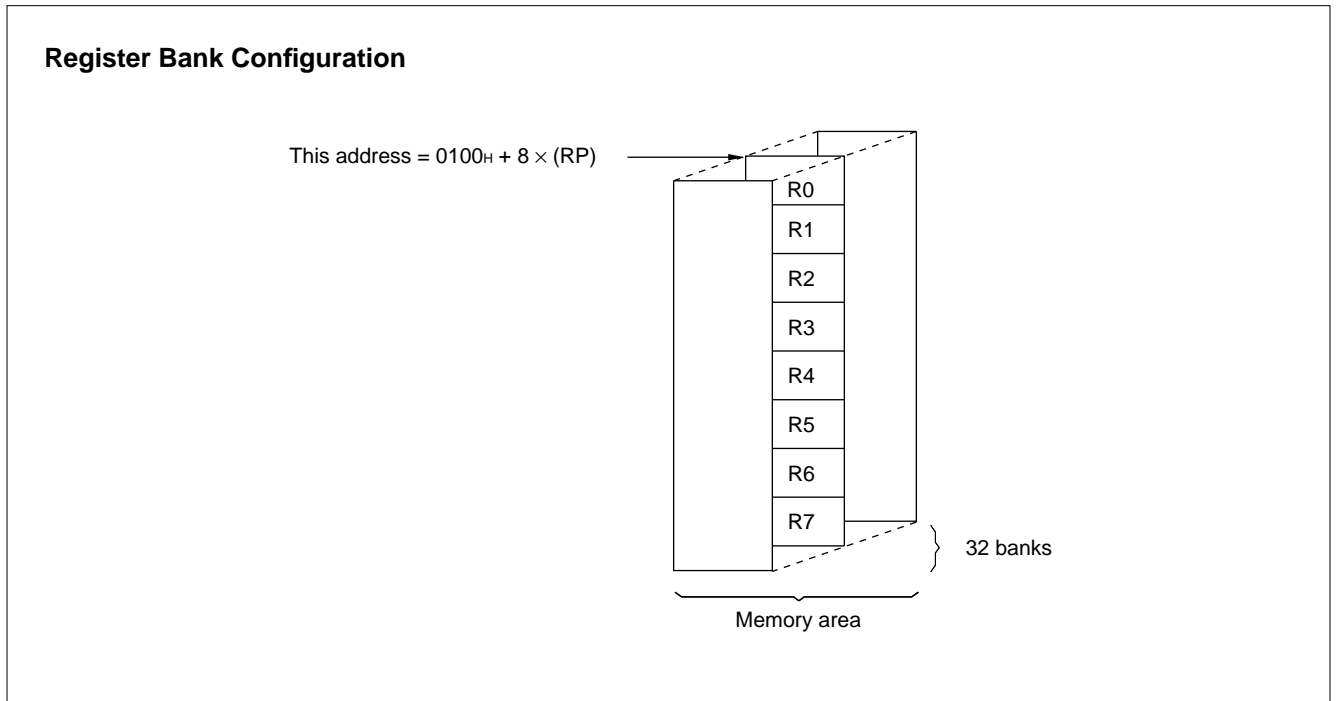 Register Bank Configuration
This address = 0100H + 8 × (RP)
R0
R1
R2
R3
R4
R5
R6
R7
32 banks
Memory area